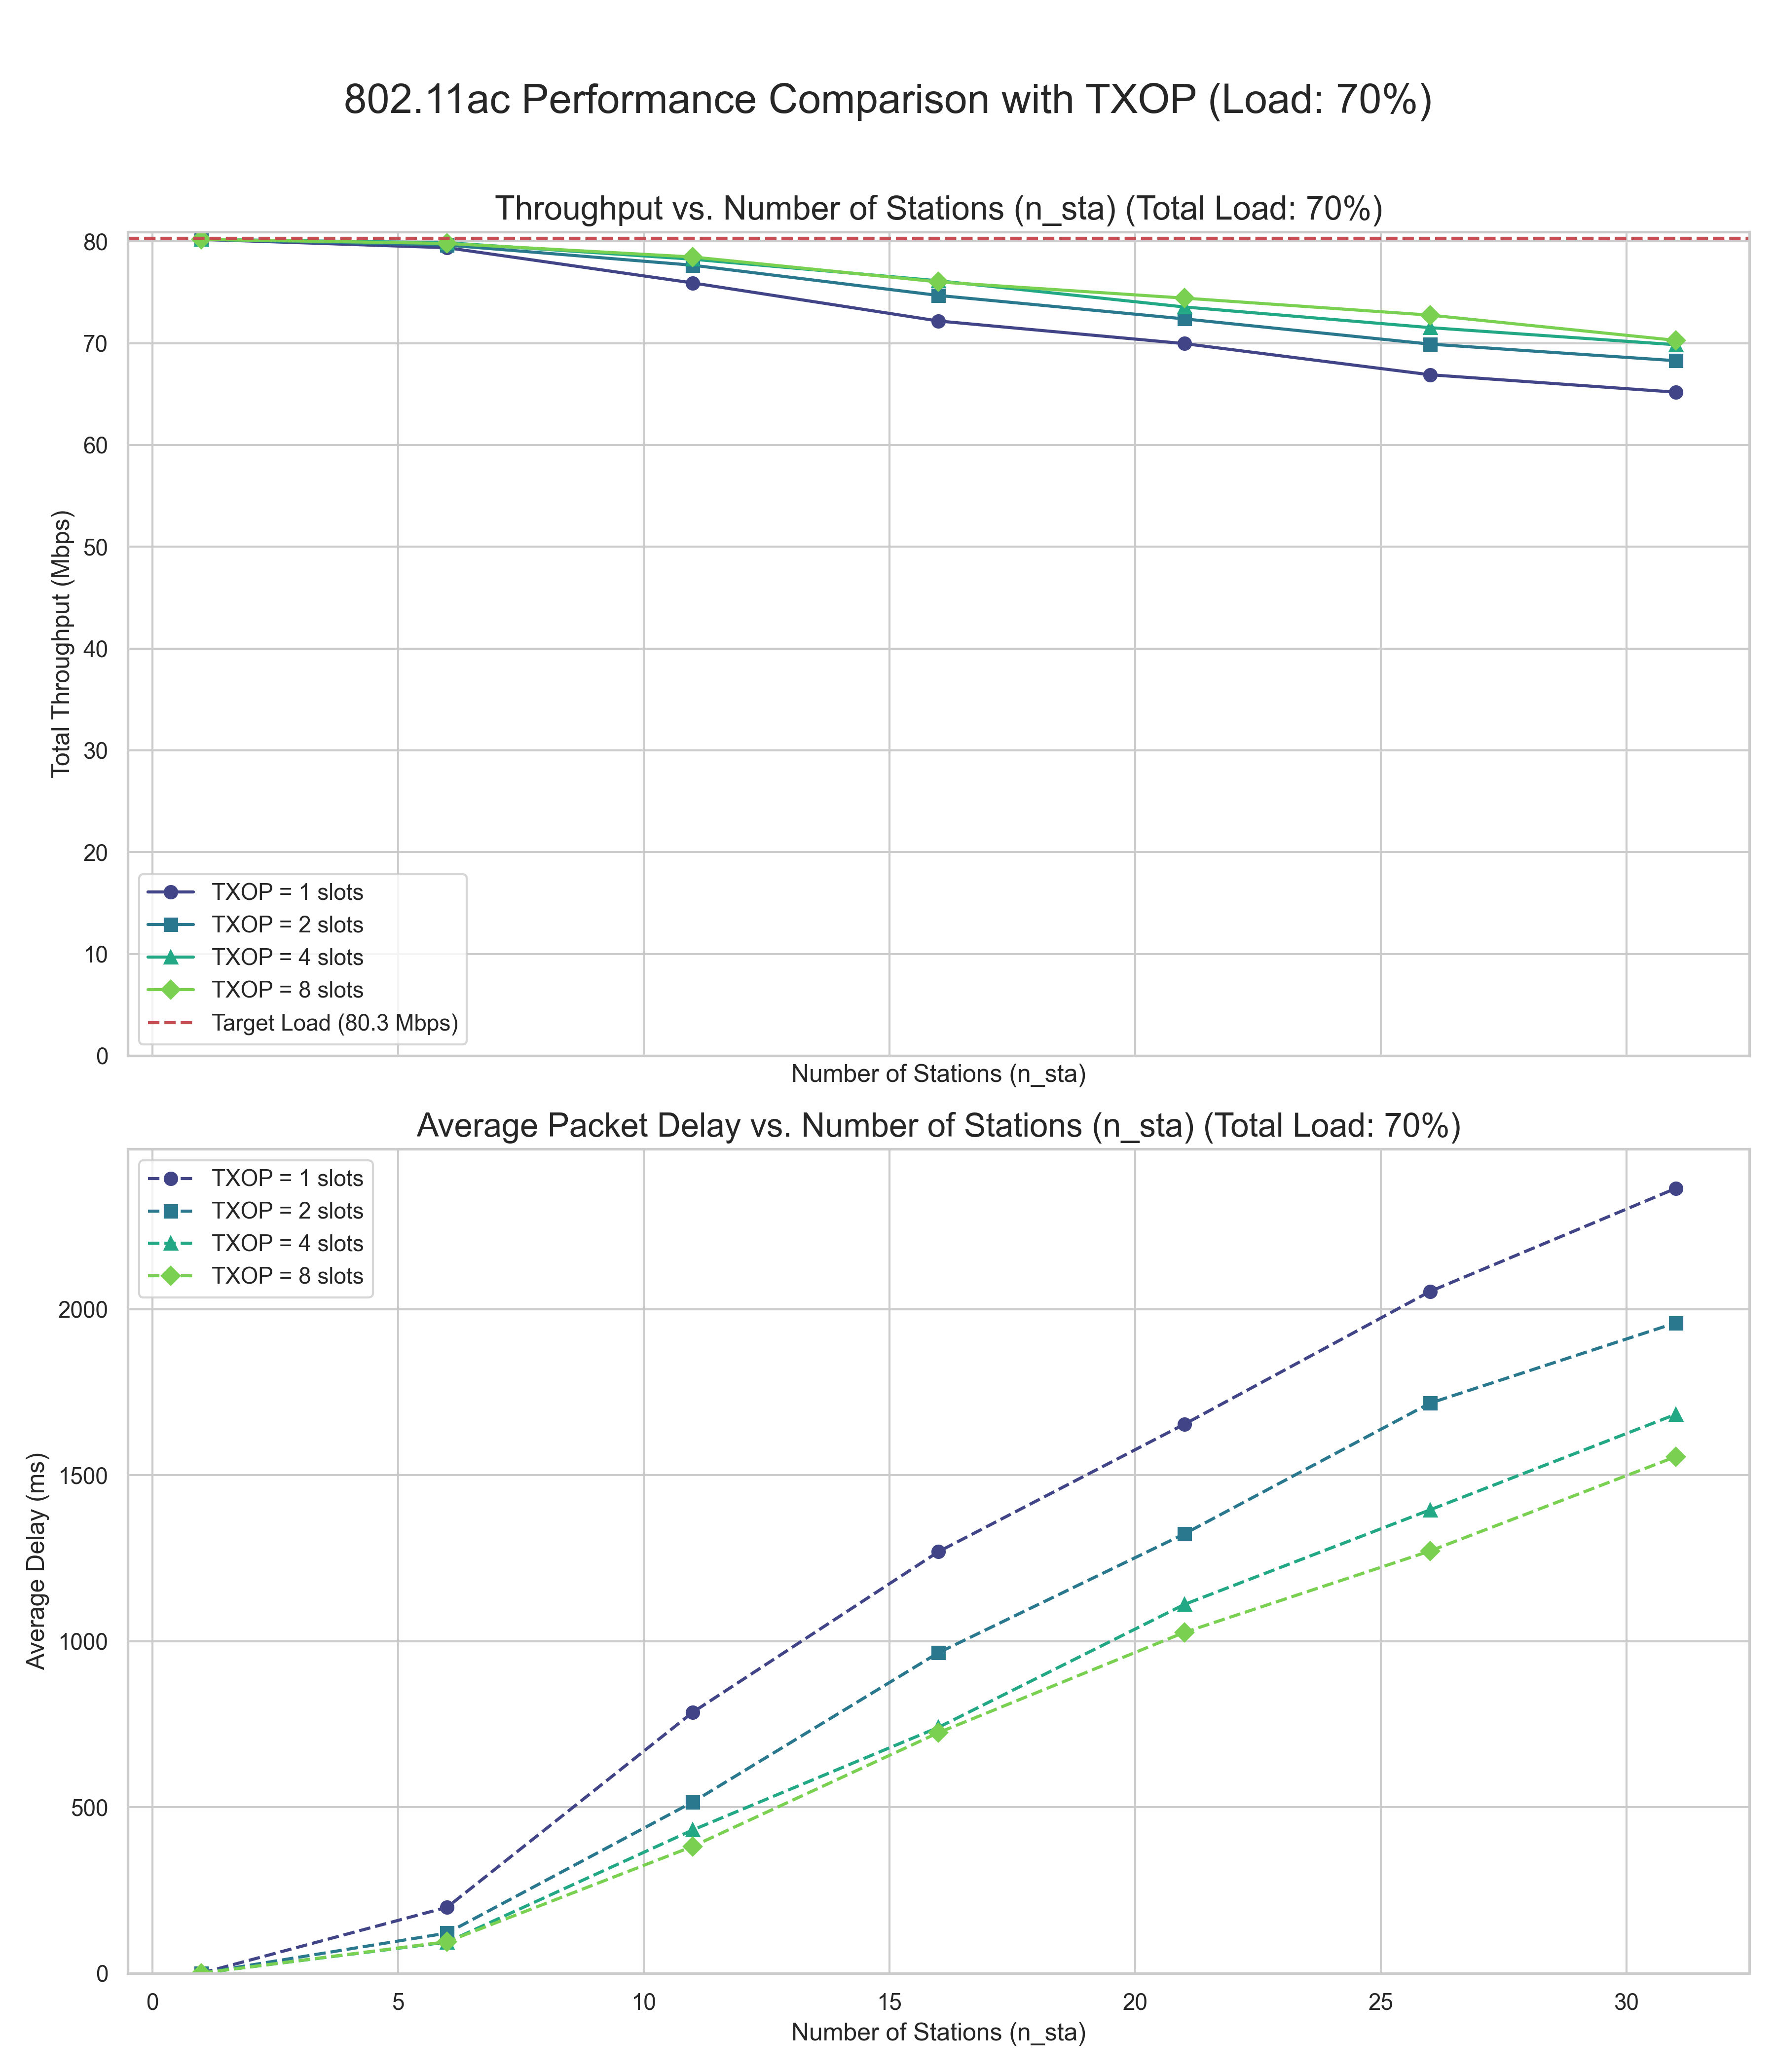 802.11ac Performance Comparison with TXOP (Load: 70%)
Throughput vs. Number of Stations (n_sta) (Total Load: 70%)
80
70
60
50
40
30
20
10
0
Total Throughput (Mbps)
TXOP = 1 slots
TXOP = 2 slots
TXOP = 4 slots
TXOP = 8 slots
Target Load (80.3 Mbps)
Number of Stations (n_sta)
Average Packet Delay vs. Number of Stations (n_sta) (Total Load: 70%)
TXOP = 1 slots
TXOP = 2 slots
TXOP = 4 slots
TXOP = 8 slots
2000
1500
1000
500
0
Average Delay (ms)
0 5 10 15 20 25 30
Number of Stations (n_sta)